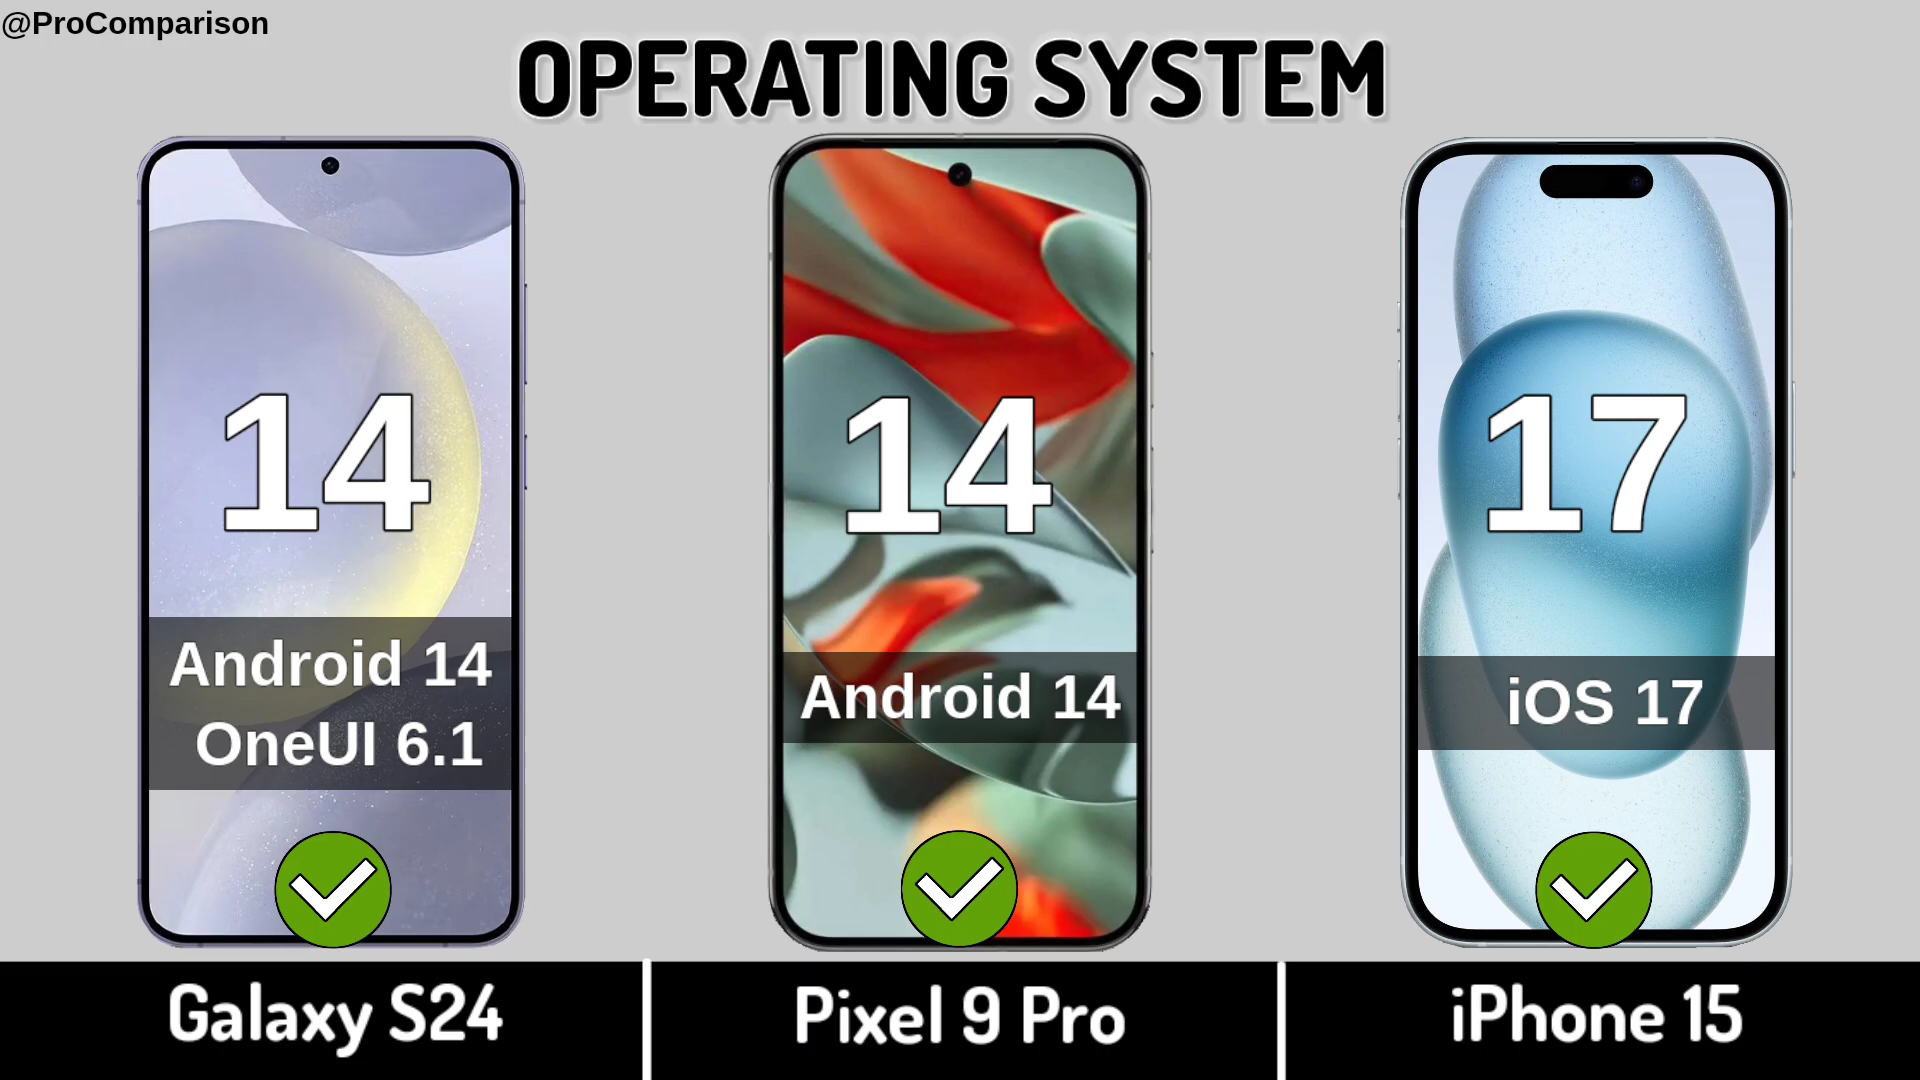 @ProComparison
OPERATING SYSTEM
14
Android 14
OneUI 6.1
14
Android 14
17
iOS 17
Galaxy S24
Pixel 9 Pro
iPhone 15